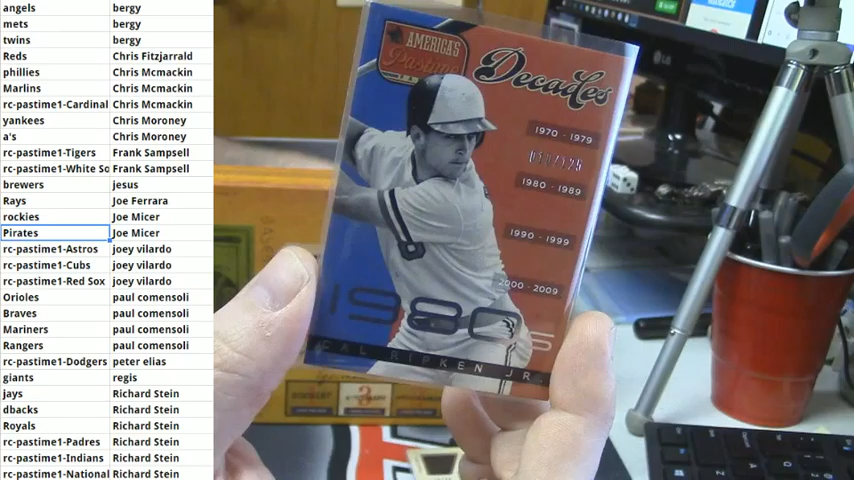 angels bergy
mets bergy
twins bergy
Reds Chris Fitzjarrald
phillies Chris Mcmackin
Marlins Chris Mcmackin
rc-pastime1-Cardinal Chris Mcmackin
yankees Chris Moroney
a's Chris Moroney
rc-pastime1-Tigers Frank Sampsell
rc-pastime1-White So Frank Sampsell
brewers jesus
Rays Joe Ferrara
rockies Joe Micer
Pirates Joe Micer
rc-pastime1-Astros joey vilardo
rc-pastime1-Cubs joey vilardo
rc-pastime1-Red Sox joey vilardo
Orioles paul comensoli
Braves paul comensoli
Mariners paul comensoli
Rangers paul comensoli
rc-pastime1-Dodgers peter elias
giants regis
jays Richard Stein
dbacks Richard Stein
Royals Richard Stein
rc-pastime1-Padres Richard Stein
rc-pastime1-Indians Richard Stein
rc-pastime1-National Richard Stein
AMERICA'S
Pastime
Decades
1970 - 1979
1980 - 1989
1990 - 1999
2000 - 2009
1980s
CAL RIPKEN JR.
LG